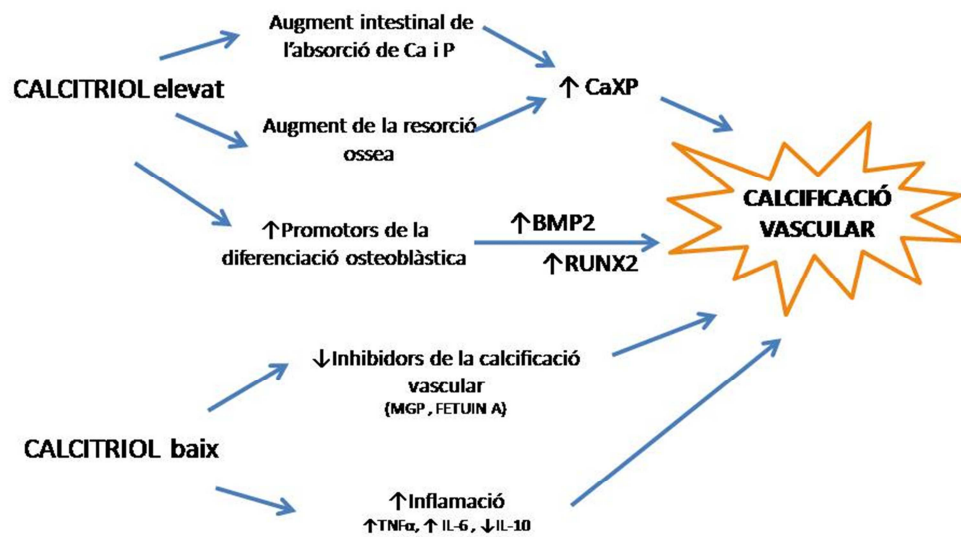 Augment intestinal de
l'absorció de Ca i P
CALCITRIOL elevat
↑ CaXP
Augment de la resorció
ossea
CALCIFICACIÓ
VASCULAR
↑Promotors de la
diferenciació osteoblàstica
↑BMP2
↑RUNX2
↓Inhibidors de la calcificació
vascular
(MGP , FETUIN A)
CALCITRIOL baix
↑Inflamació
↑TNFα, ↑ IL-6 , ↓IL-10